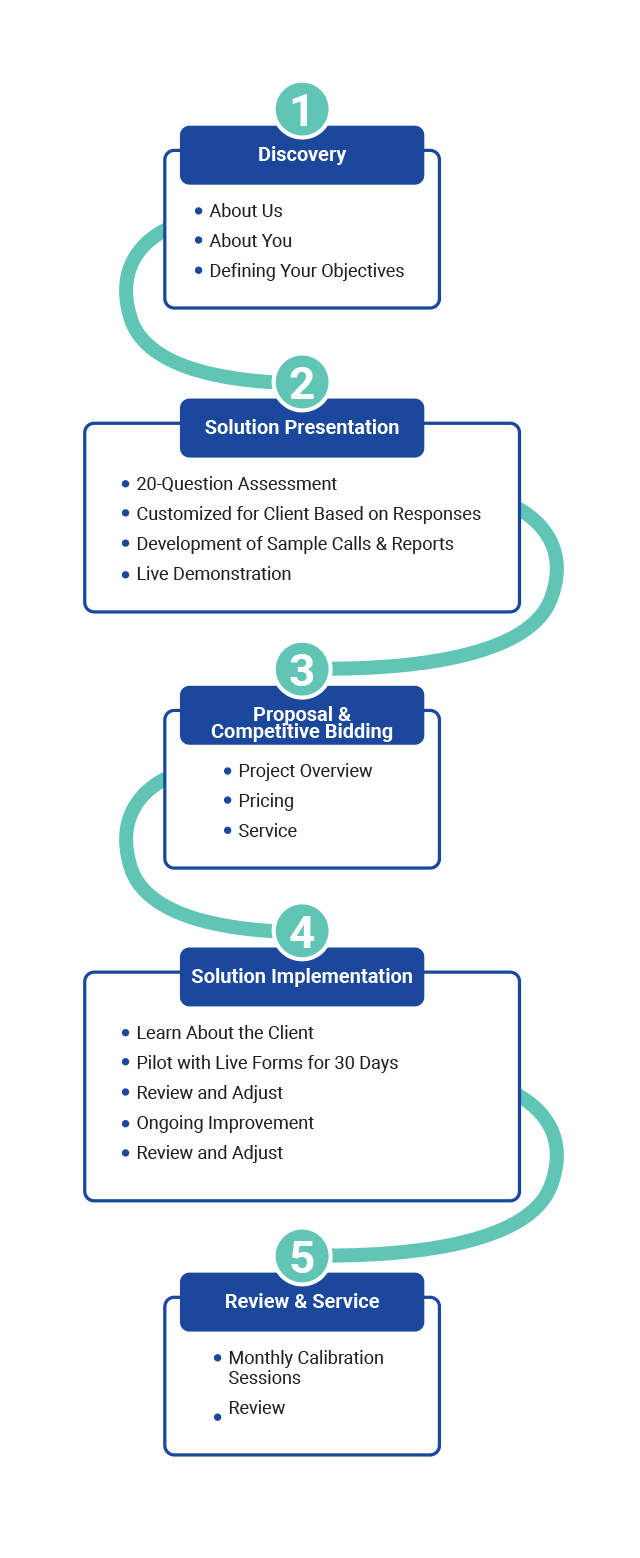 1
Discovery
About Us
About You
Defining Your Objectives
2
Solution Presentation
20-Question Assessment
Customized for Client Based on Responses
Development of Sample Calls & Reports
Live Demonstration
3
Proposal &
Competitive Bidding
Project Overview
Pricing
Service
4
Solution Implementation
Learn About the Client
Pilot with Live Forms for 30 Days
Review and Adjust
Ongoing Improvement
Review and Adjust
5
Review & Service
Monthly Calibration
Sessions
Review